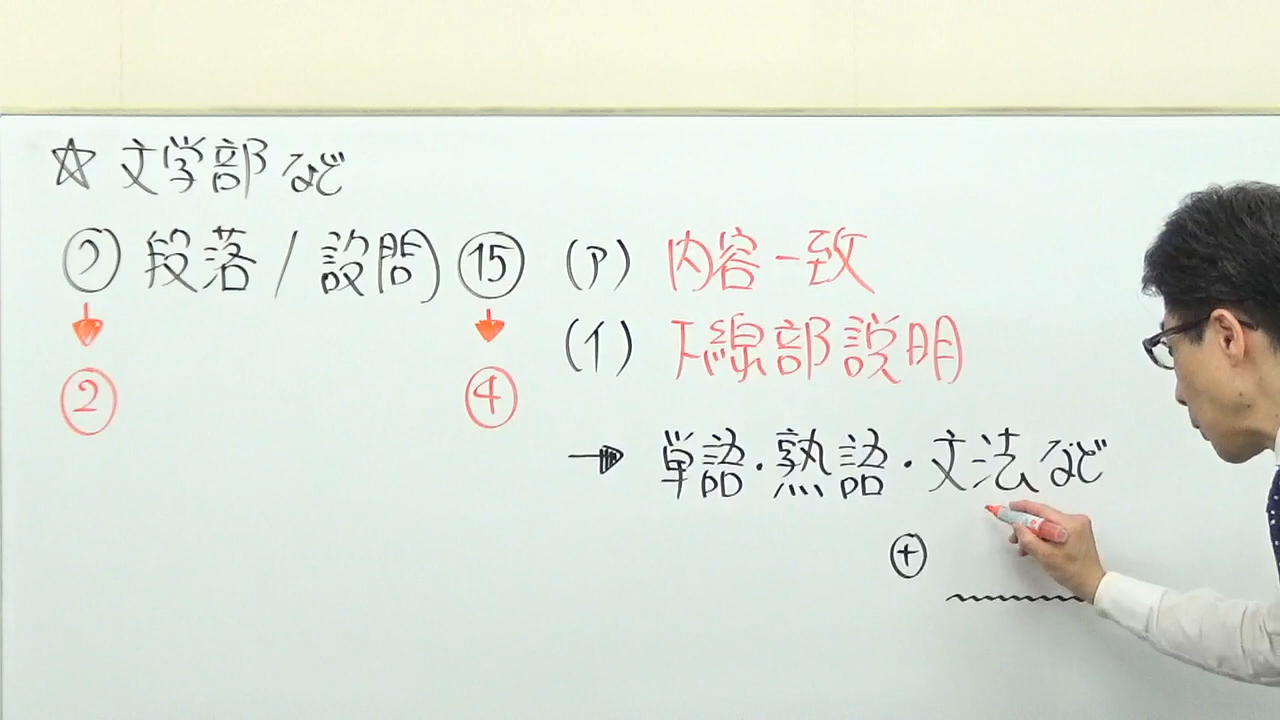 ☆ 文学部など
段落 / 設問 ⑮ (ア) 内容一致
(イ) 下線部説明
② ④
→ 単語・熟語・文法など
⊕